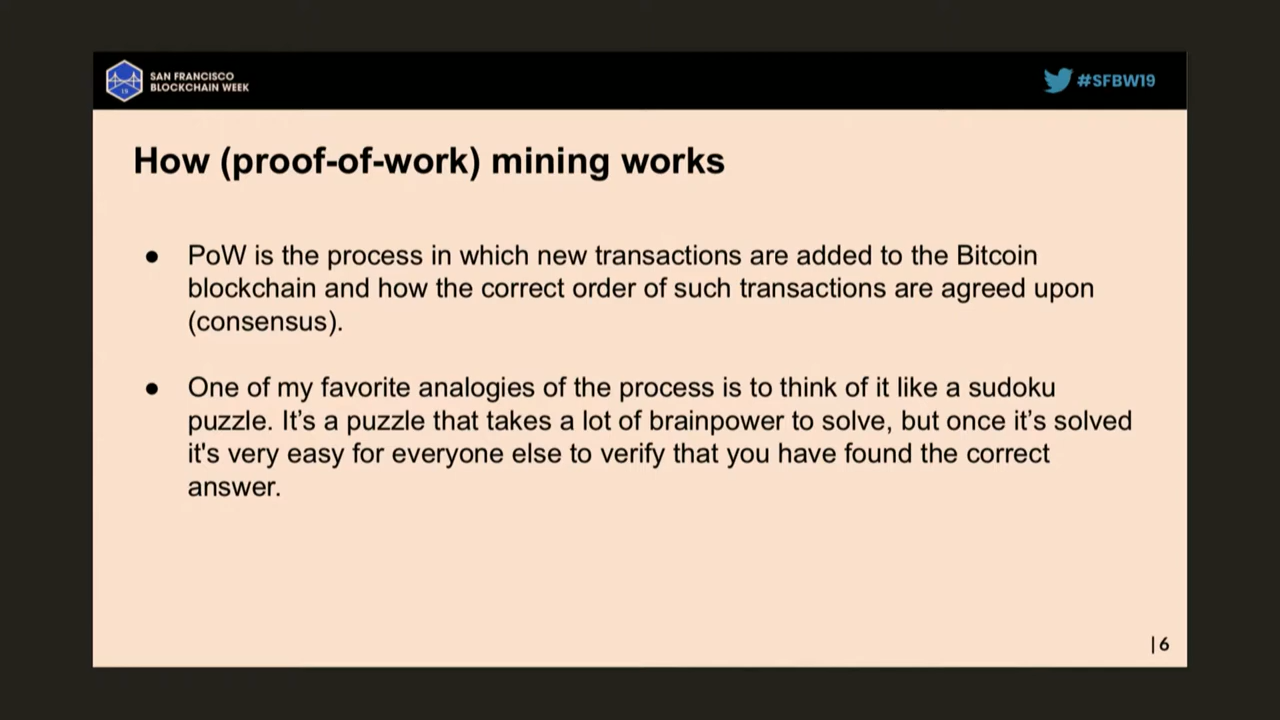 SAN FRANCISCO
BLOCKCHAIN WEEK
19
#SFBW19
How (proof-of-work) mining works
● PoW is the process in which new transactions are added to the Bitcoin
blockchain and how the correct order of such transactions are agreed upon
(consensus).
● One of my favorite analogies of the process is to think of it like a sudoku
puzzle. It’s a puzzle that takes a lot of brainpower to solve, but once it’s solved
it's very easy for everyone else to verify that you have found the correct
answer.
|6